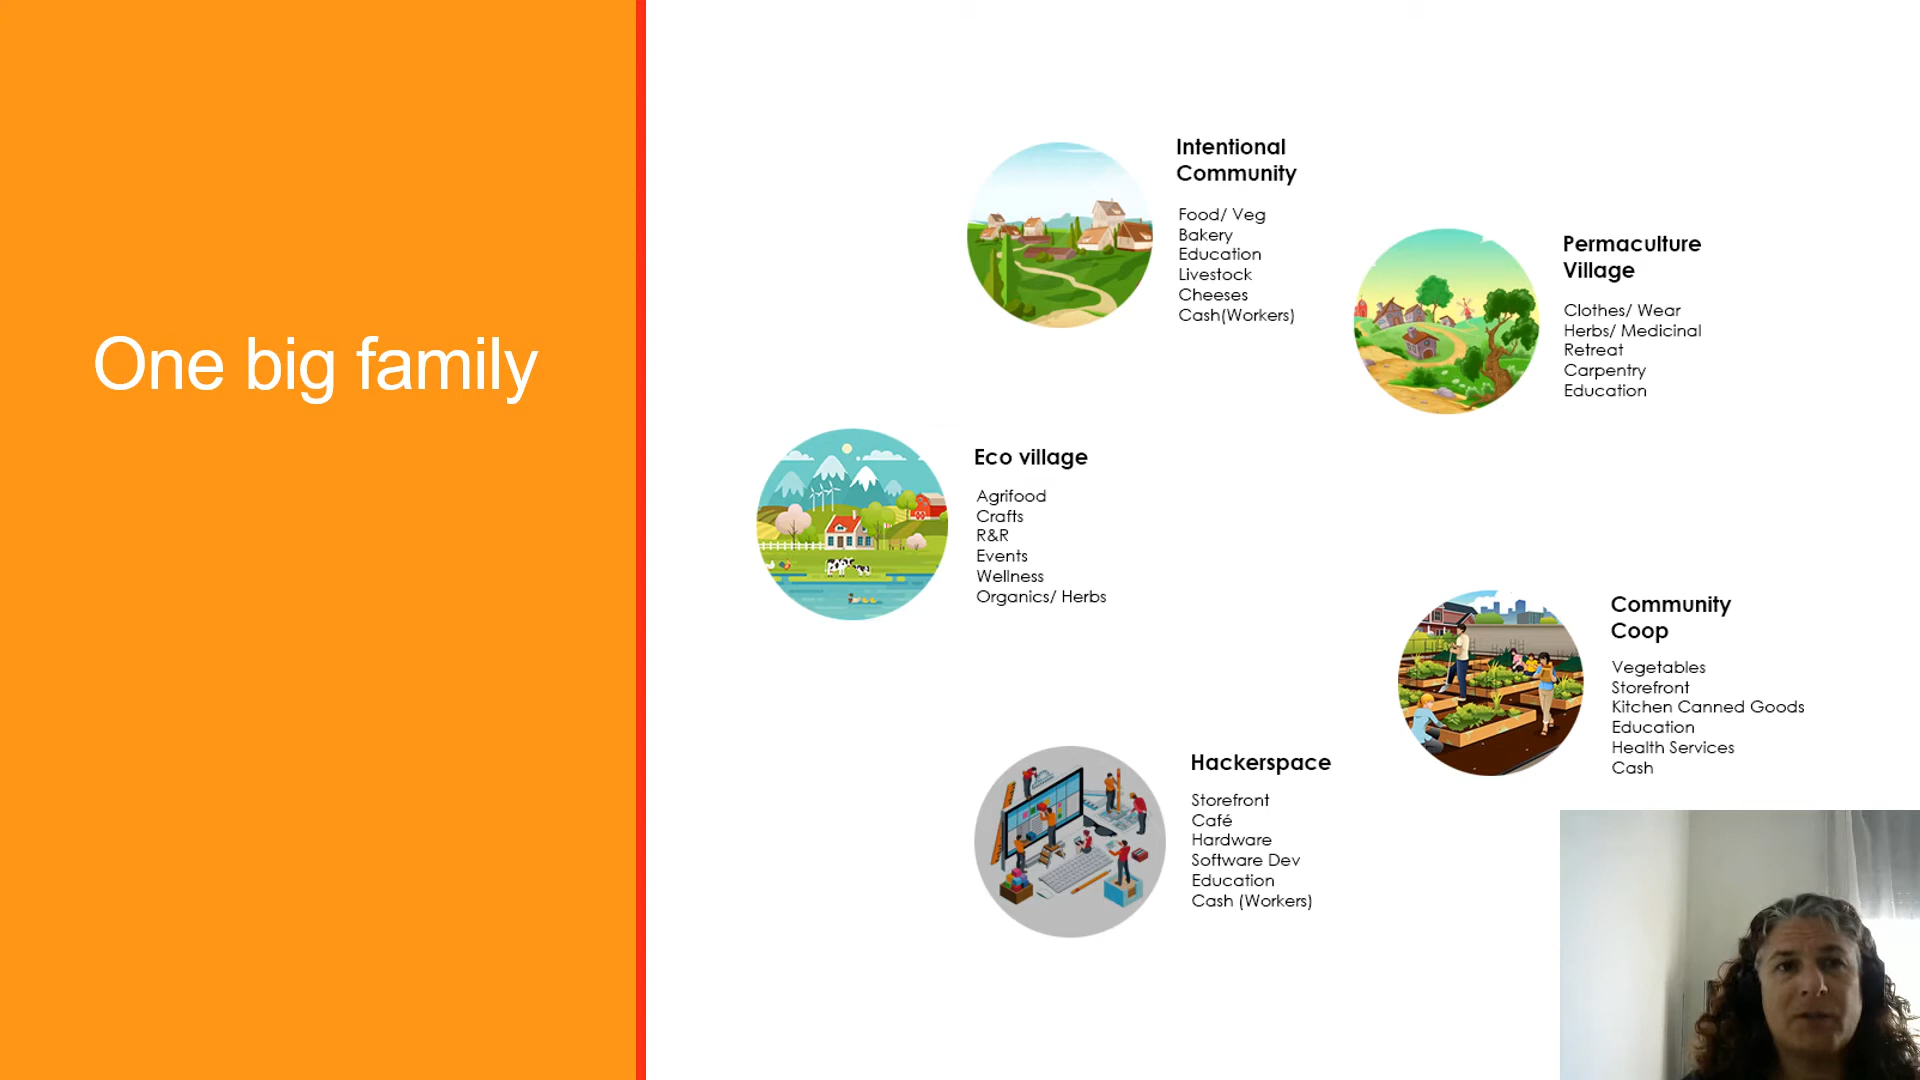 One big family
Intentional
Community
Food/ Veg
Bakery
Education
Livestock
Cheeses
Cash(Workers)
Permaculture
Village
Clothes/ Wear
Herbs/ Medicinal
Retreat
Carpentry
Education
Eco village
Agrifood
Crafts
R&R
Events
Wellness
Organics/ Herbs
Community
Coop
Vegetables
Storefront
Kitchen Canned Goods
Education
Health Services
Cash
Hackerspace
Storefront
Café
Hardware
Software Dev
Education
Cash (Workers)